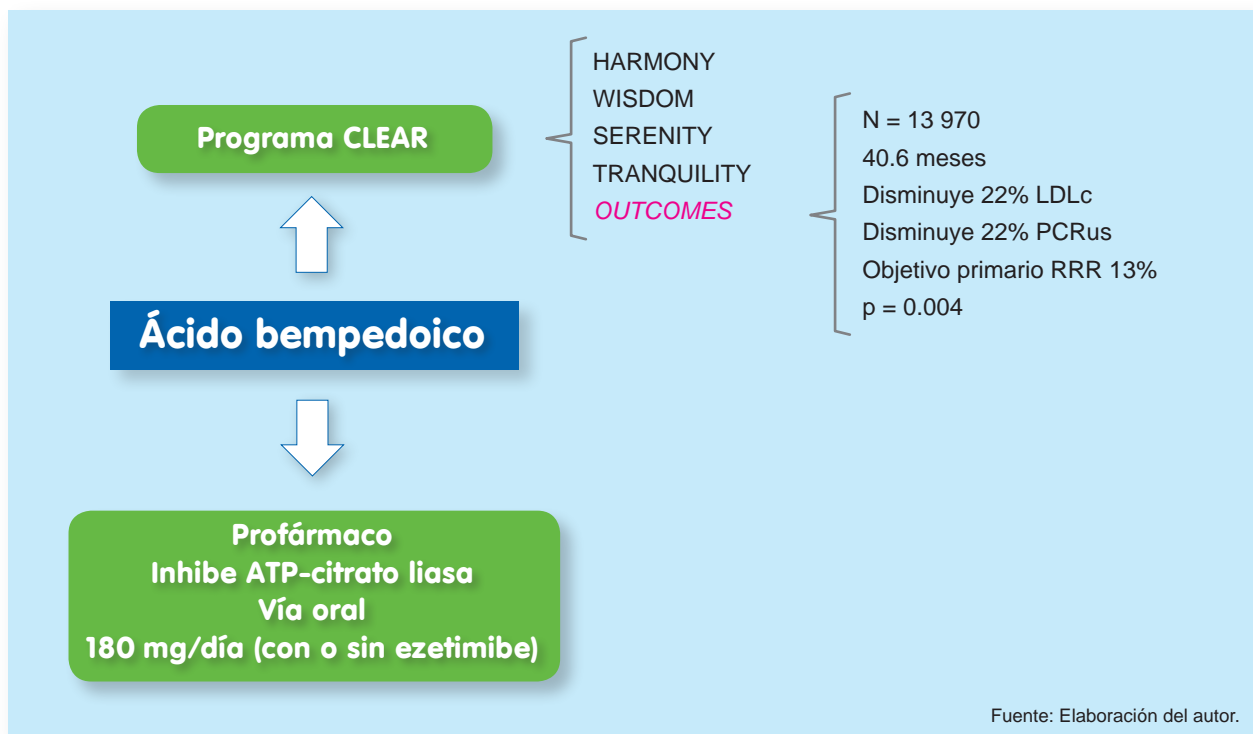 Programa CLEAR
HARMONY
WISDOM
SERENITY
TRANQUILITY
OUTCOMES
N = 13 970
40.6 meses
Disminuye 22% LDLc
Disminuye 22% PCRus
Objetivo primario RRR 13%
p = 0.004
Ácido bempedoico
Profármaco
Inhibe ATP-citrato liasa
Vía oral
180 mg/día (con o sin ezetimibe)
Fuente: Elaboración del autor.